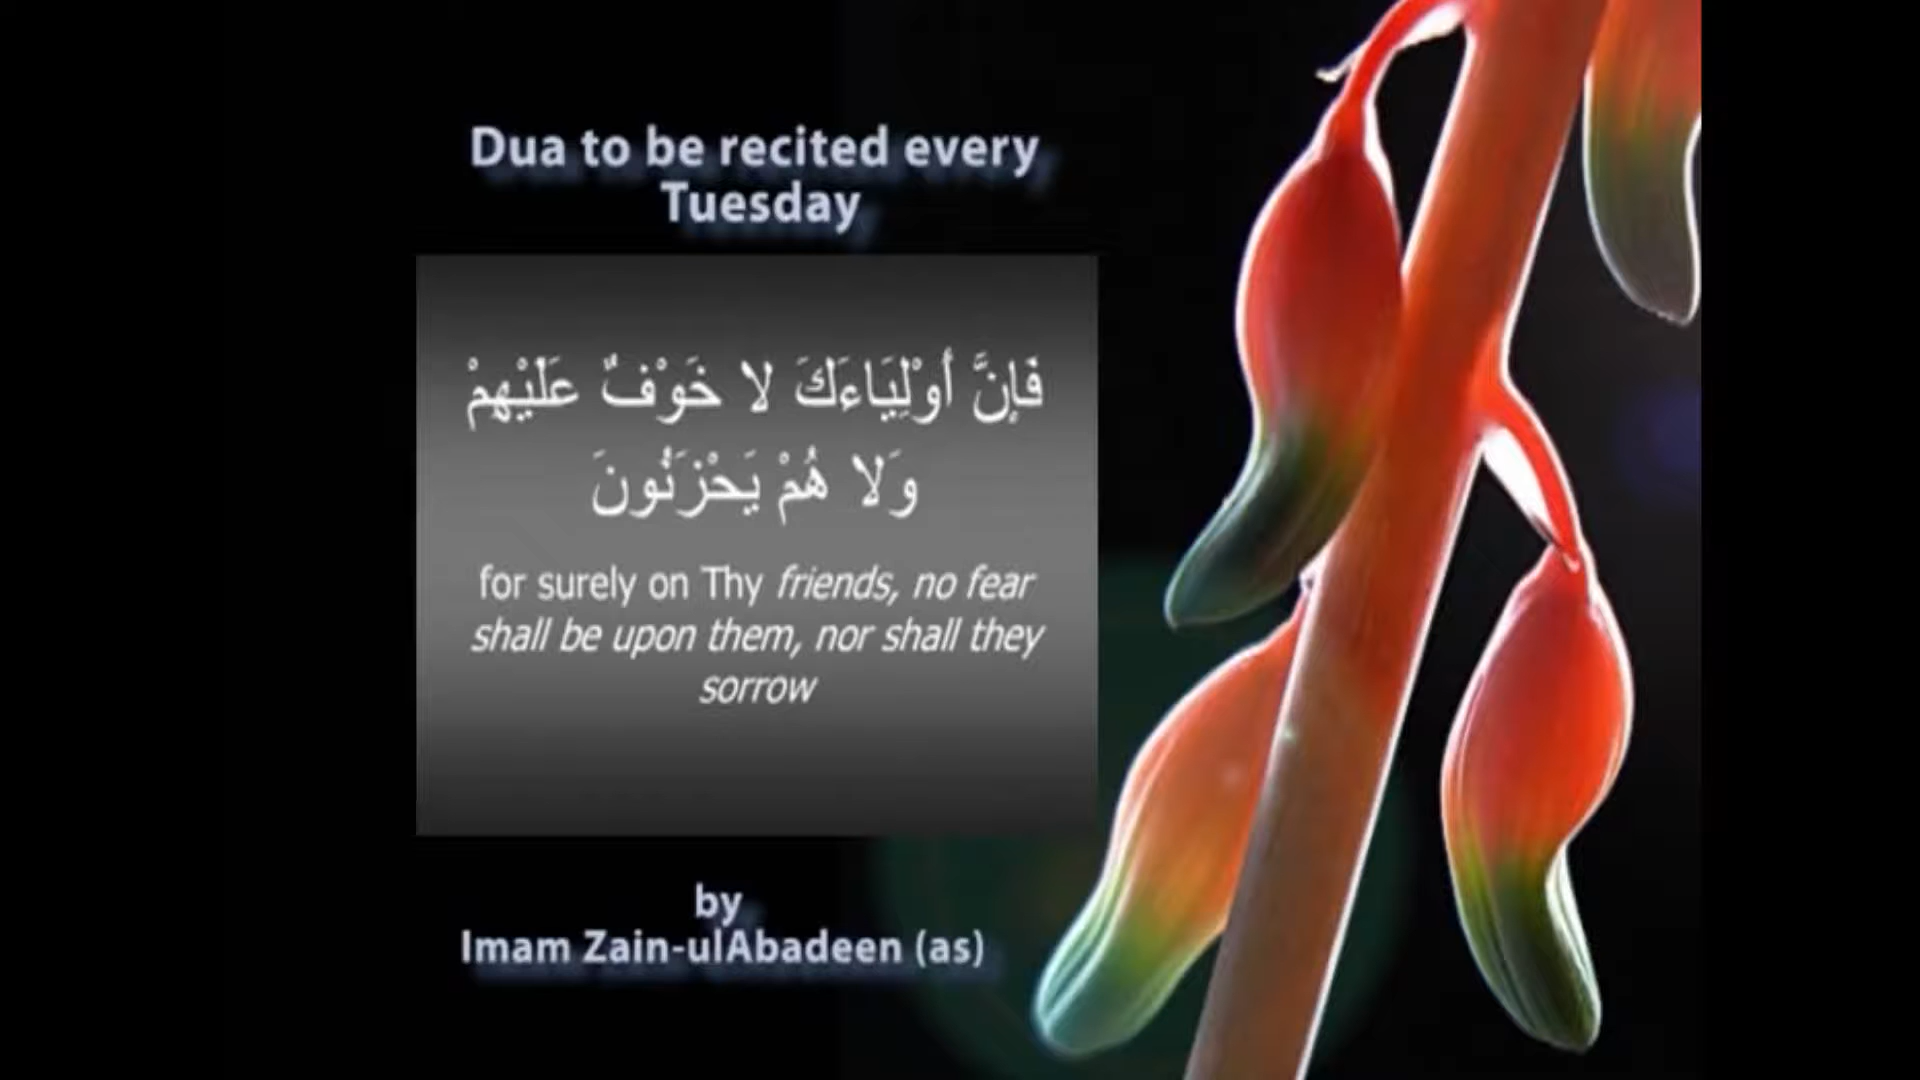 Dua to be recited every
Tuesday
فَإِنَّ أَوْلِيَاءَكَ لا خَوْفٌ عَلَيْهِمْ
وَلا هُمْ يَحْزَنُونَ
for surely on Thy friends, no fear
shall be upon them, nor shall they
sorrow
by
Imam Zain-ulAbadeen (as)